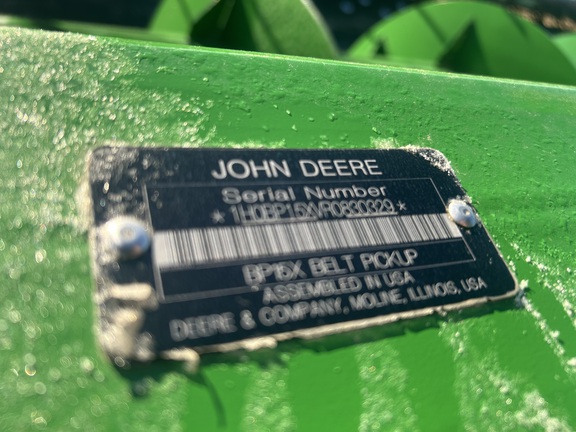 JOHN DEERE
Serial Number
BP15X BELT PICKUP
ASSEMBLED IN USA
DEERE & COMPANY, MOLINE, ILLINOIS, USA